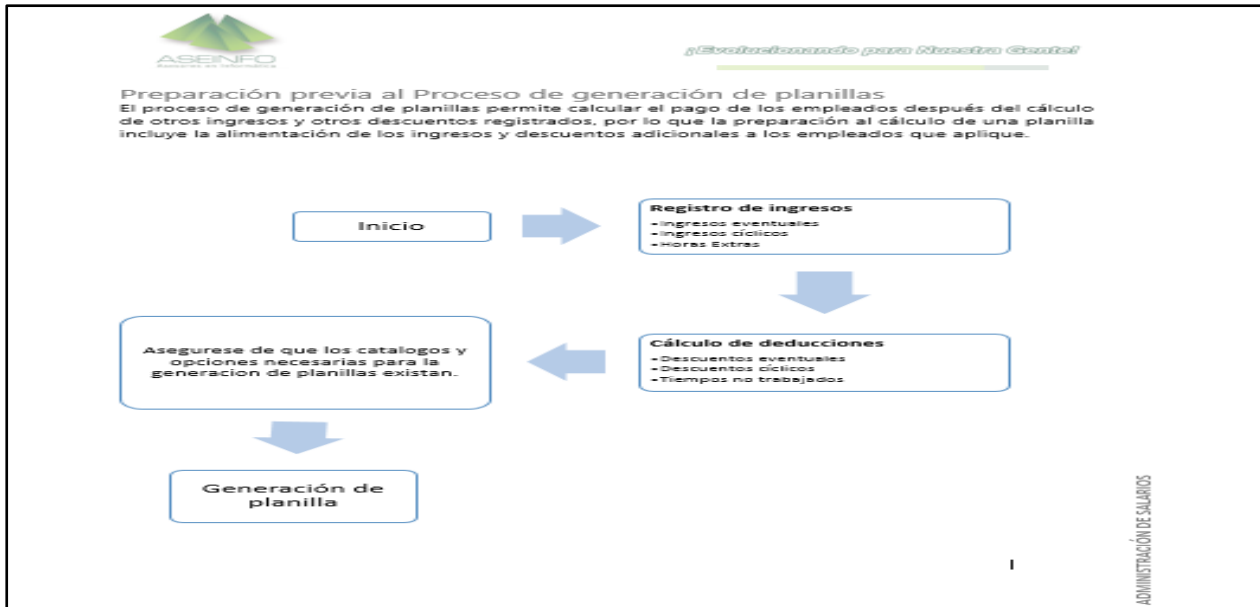 ASEINFO
Asesores en Informática
¡Evolucionando para Nuestra Gente!
Preparación previa al Proceso de generación de planillas
El proceso de generación de planillas permite calcular el pago de los empleados después del cálculo
de otros ingresos y otros descuentos registrados, por lo que la preparación al cálculo de una planilla
incluye la alimentación de los ingresos y descuentos adicionales a los empleados que aplique.
Inicio
Registro de ingresos
•Ingresos eventuales
•Ingresos cíclicos
•Horas Extras
Cálculo de deducciones
•Descuentos eventuales
•Descuentos cíclicos
•Tiempos no trabajados
Asegurese de que los catalogos y
opciones necesarias para la
generacion de planillas existan.
Generación de
planilla
I
ADMINISTRACIÓN DE SALARIOS